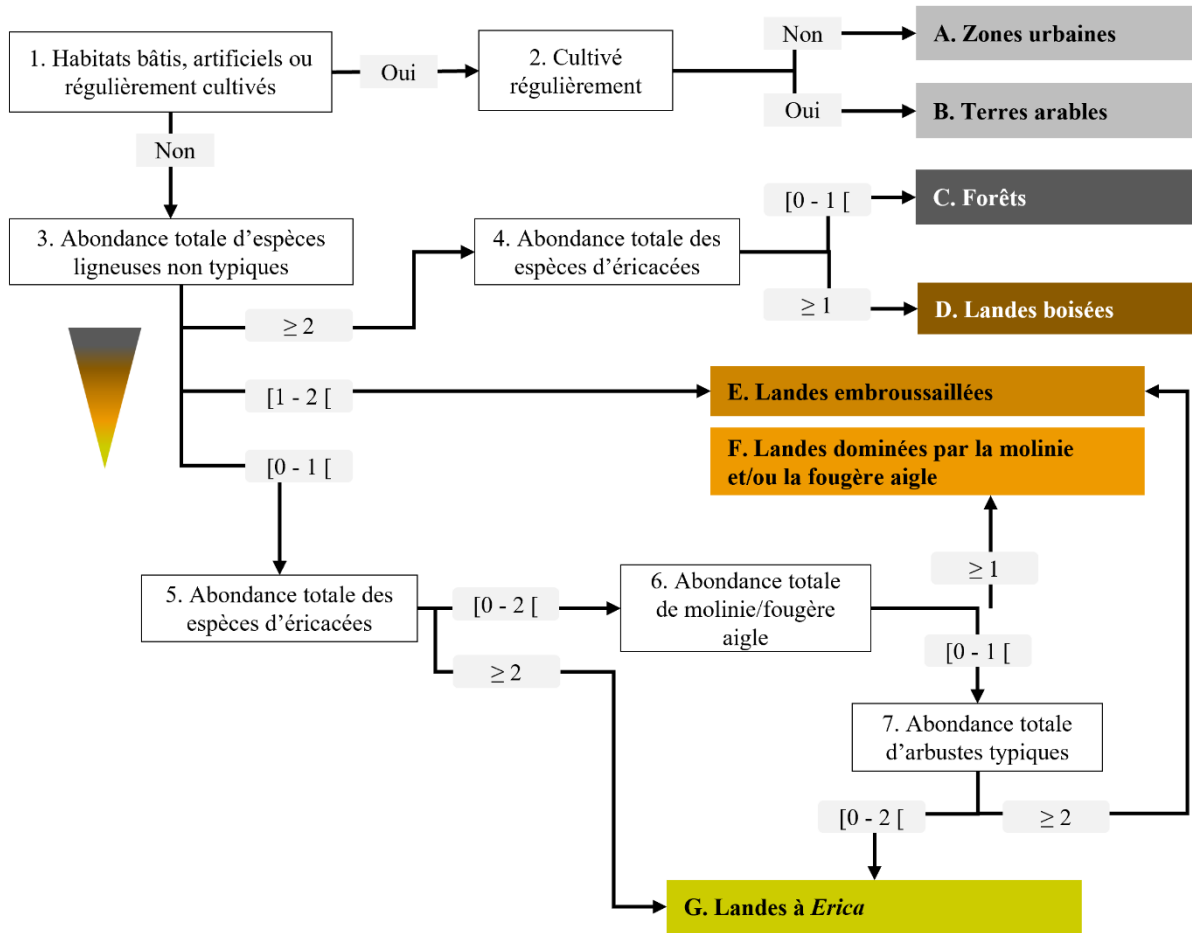 1. Habitats bâtis, artificiels ou
régulièrement cultivés
Oui
2. Cultivé
régulièrement
Non
A. Zones urbaines
Oui
B. Terres arables
Non
3. Abondance totale d’espèces
ligneuses non typiques
4. Abondance totale des
espèces d’éricacées
[0 - 1 [
C. Forêts
≥ 1
D. Landes boisées
≥ 2
[1 - 2 [
E. Landes embroussaillées
F. Landes dominées par la molinie
et/ou la fougère aigle
[0 - 1 [
5. Abondance totale des
espèces d’éricacées
[0 - 2 [
6. Abondance totale
de molinie/fougère
aigle
≥ 1
[0 - 1 [
≥ 2
7. Abondance totale
d’arbustes typiques
[0 - 2 [
≥ 2
G. Landes à Erica